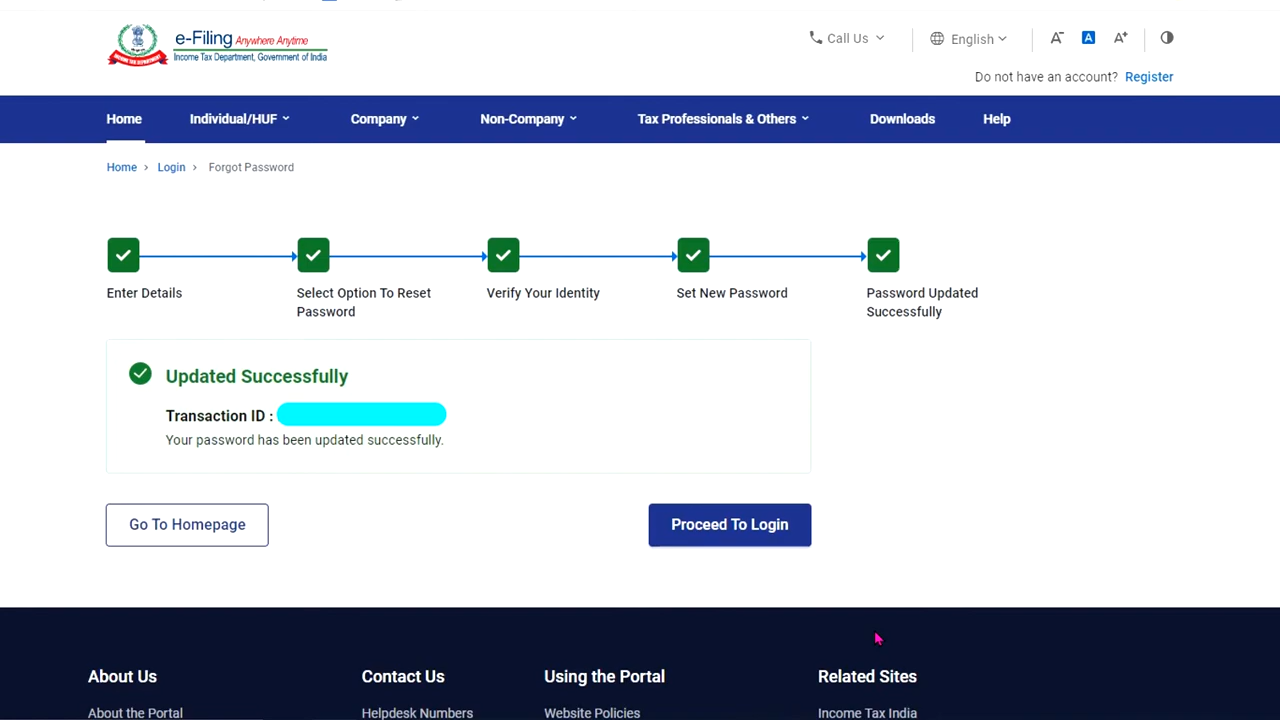 e-Filing Anywhere Anytime
Income Tax Department, Government of India
Call Us
English
A-
A
A+
Do not have an account? Register
Home Individual/HUF Company Non-Company Tax Professionals & Others Downloads Help
Home > Login > Forgot Password
Enter Details
Select Option To Reset Password
Verify Your Identity
Set New Password
Password Updated Successfully
Updated Successfully
Transaction ID :
Your password has been updated successfully.
Go To Homepage
Proceed To Login
About Us
Contact Us
Using the Portal
Related Sites
About the Portal
Helpdesk Numbers
Website Policies
Income Tax India